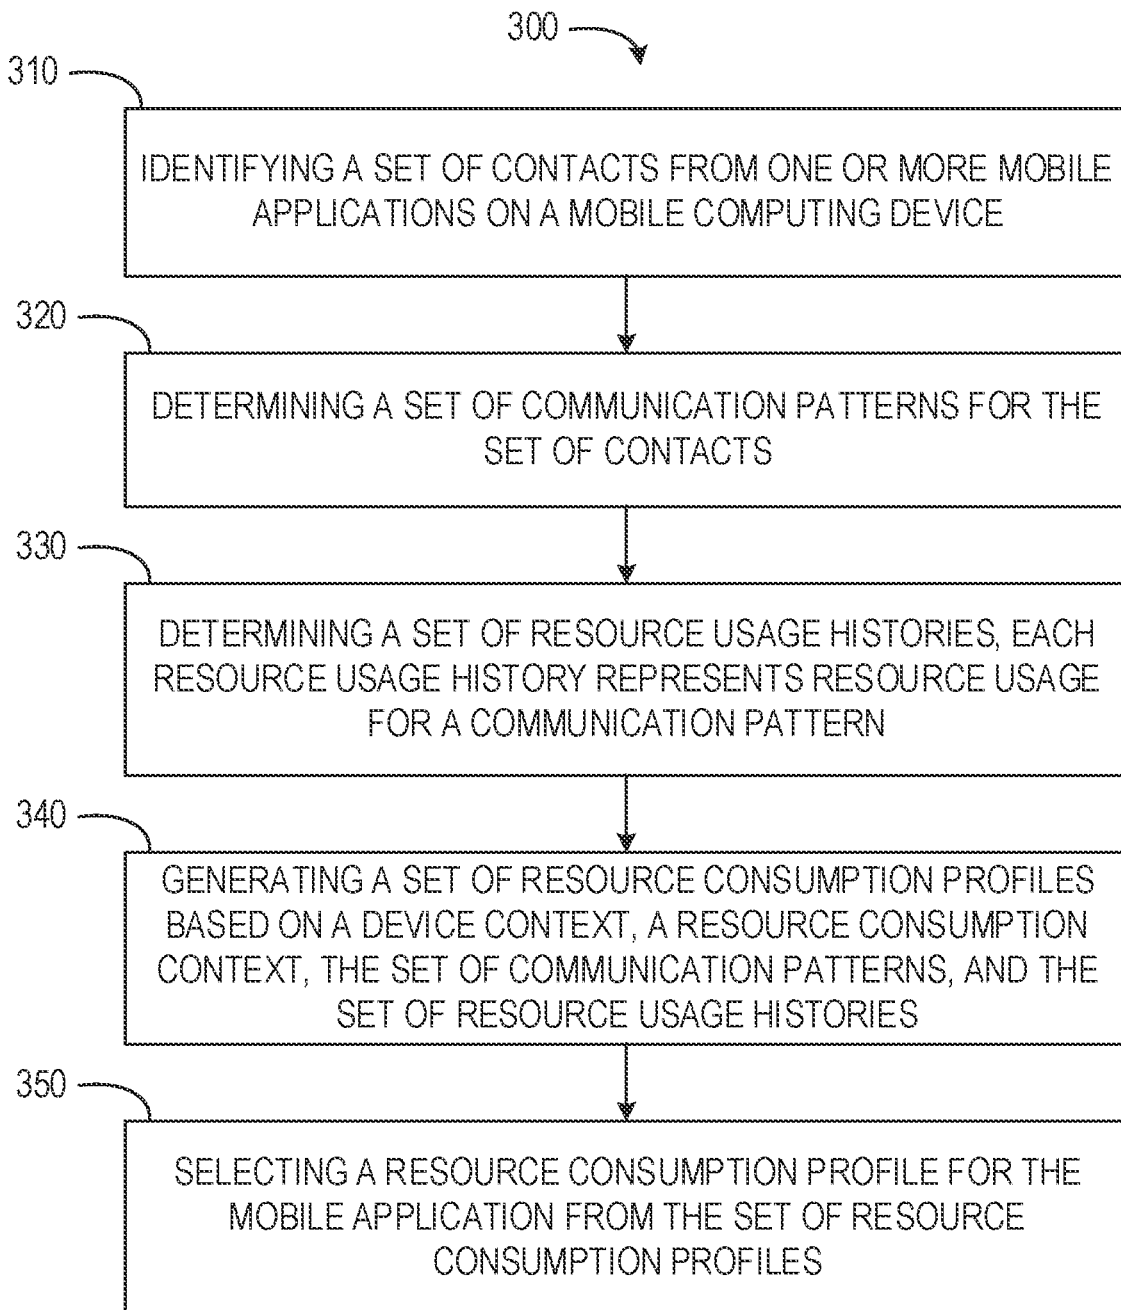 300
310
IDENTIFYING A SET OF CONTACTS FROM ONE OR MORE MOBILE
APPLICATIONS ON A MOBILE COMPUTING DEVICE
320
DETERMINING A SET OF COMMUNICATION PATTERNS FOR THE
SET OF CONTACTS
330
DETERMINING A SET OF RESOURCE USAGE HISTORIES, EACH
RESOURCE USAGE HISTORY REPRESENTS RESOURCE USAGE
FOR A COMMUNICATION PATTERN
340
GENERATING A SET OF RESOURCE CONSUMPTION PROFILES
BASED ON A DEVICE CONTEXT, A RESOURCE CONSUMPTION
CONTEXT, THE SET OF COMMUNICATION PATTERNS, AND THE
SET OF RESOURCE USAGE HISTORIES
350
SELECTING A RESOURCE CONSUMPTION PROFILE FOR THE
MOBILE APPLICATION FROM THE SET OF RESOURCE
CONSUMPTION PROFILES